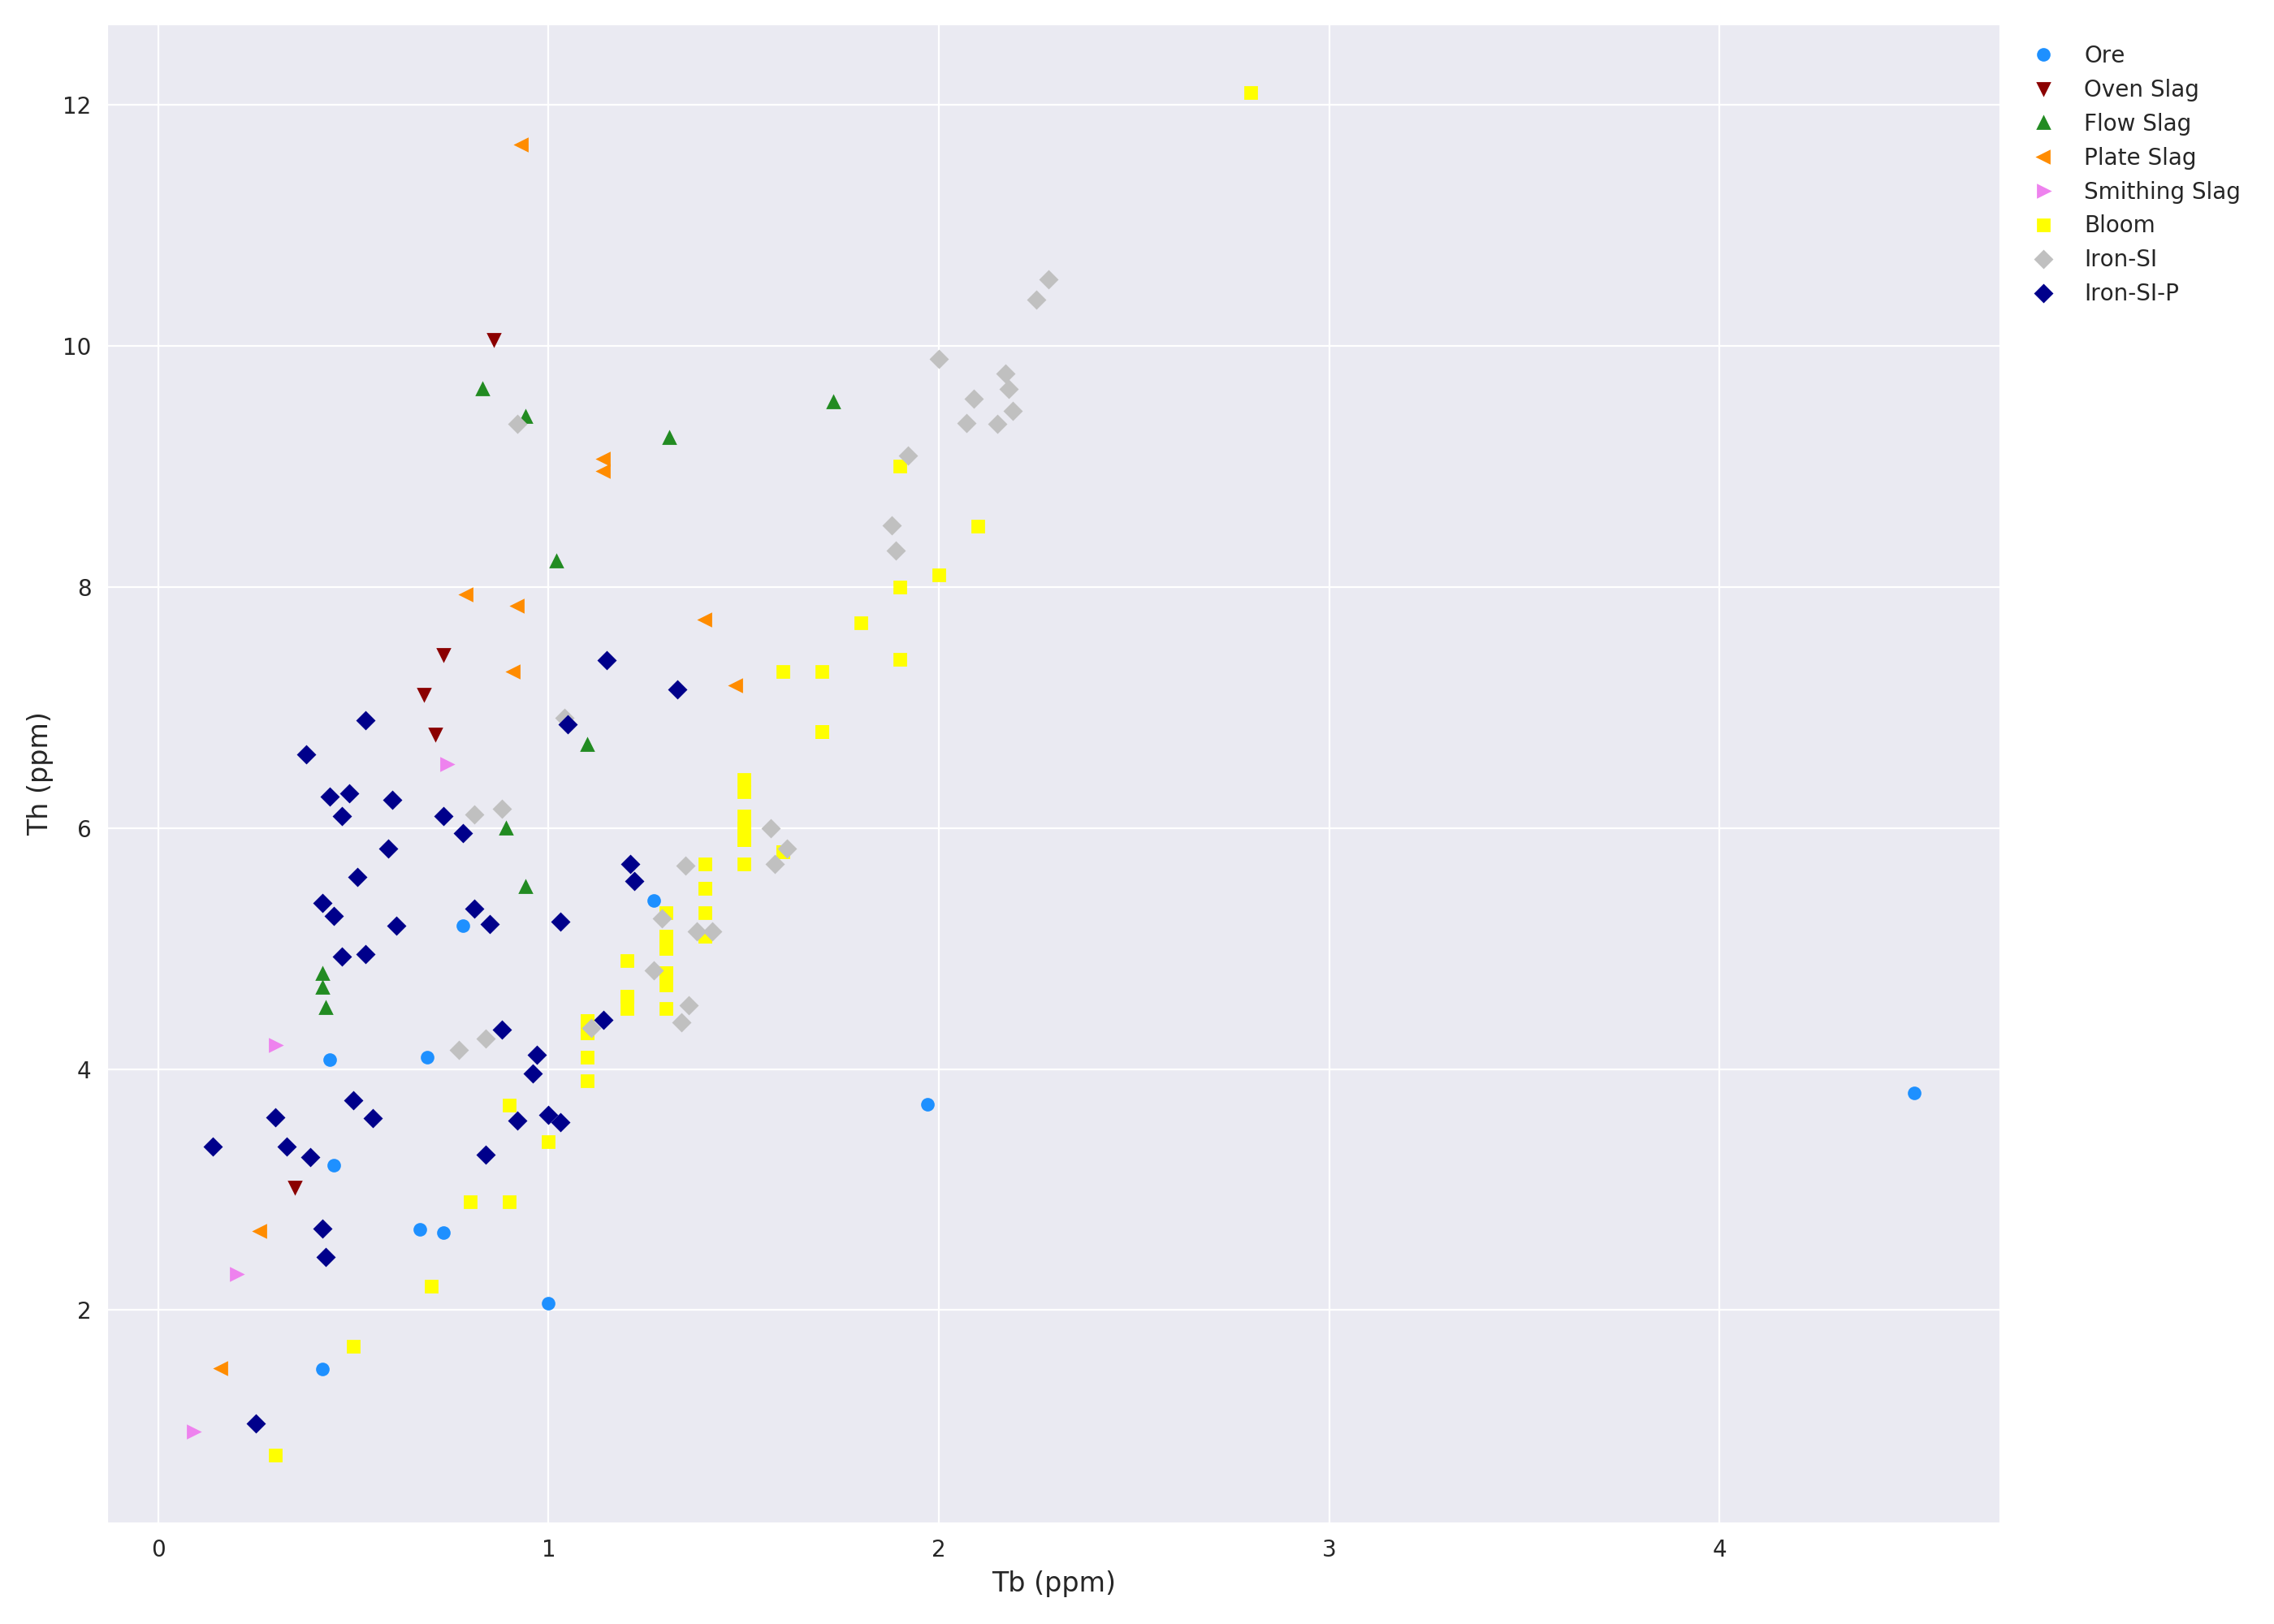 Ore
Oven Slag
Flow Slag
Plate Slag
Smithing Slag
Bloom
Iron-SI
Iron-SI-P
12
10
8
6
4
2
Th (ppm)
0 1 2 3 4
Tb (ppm)